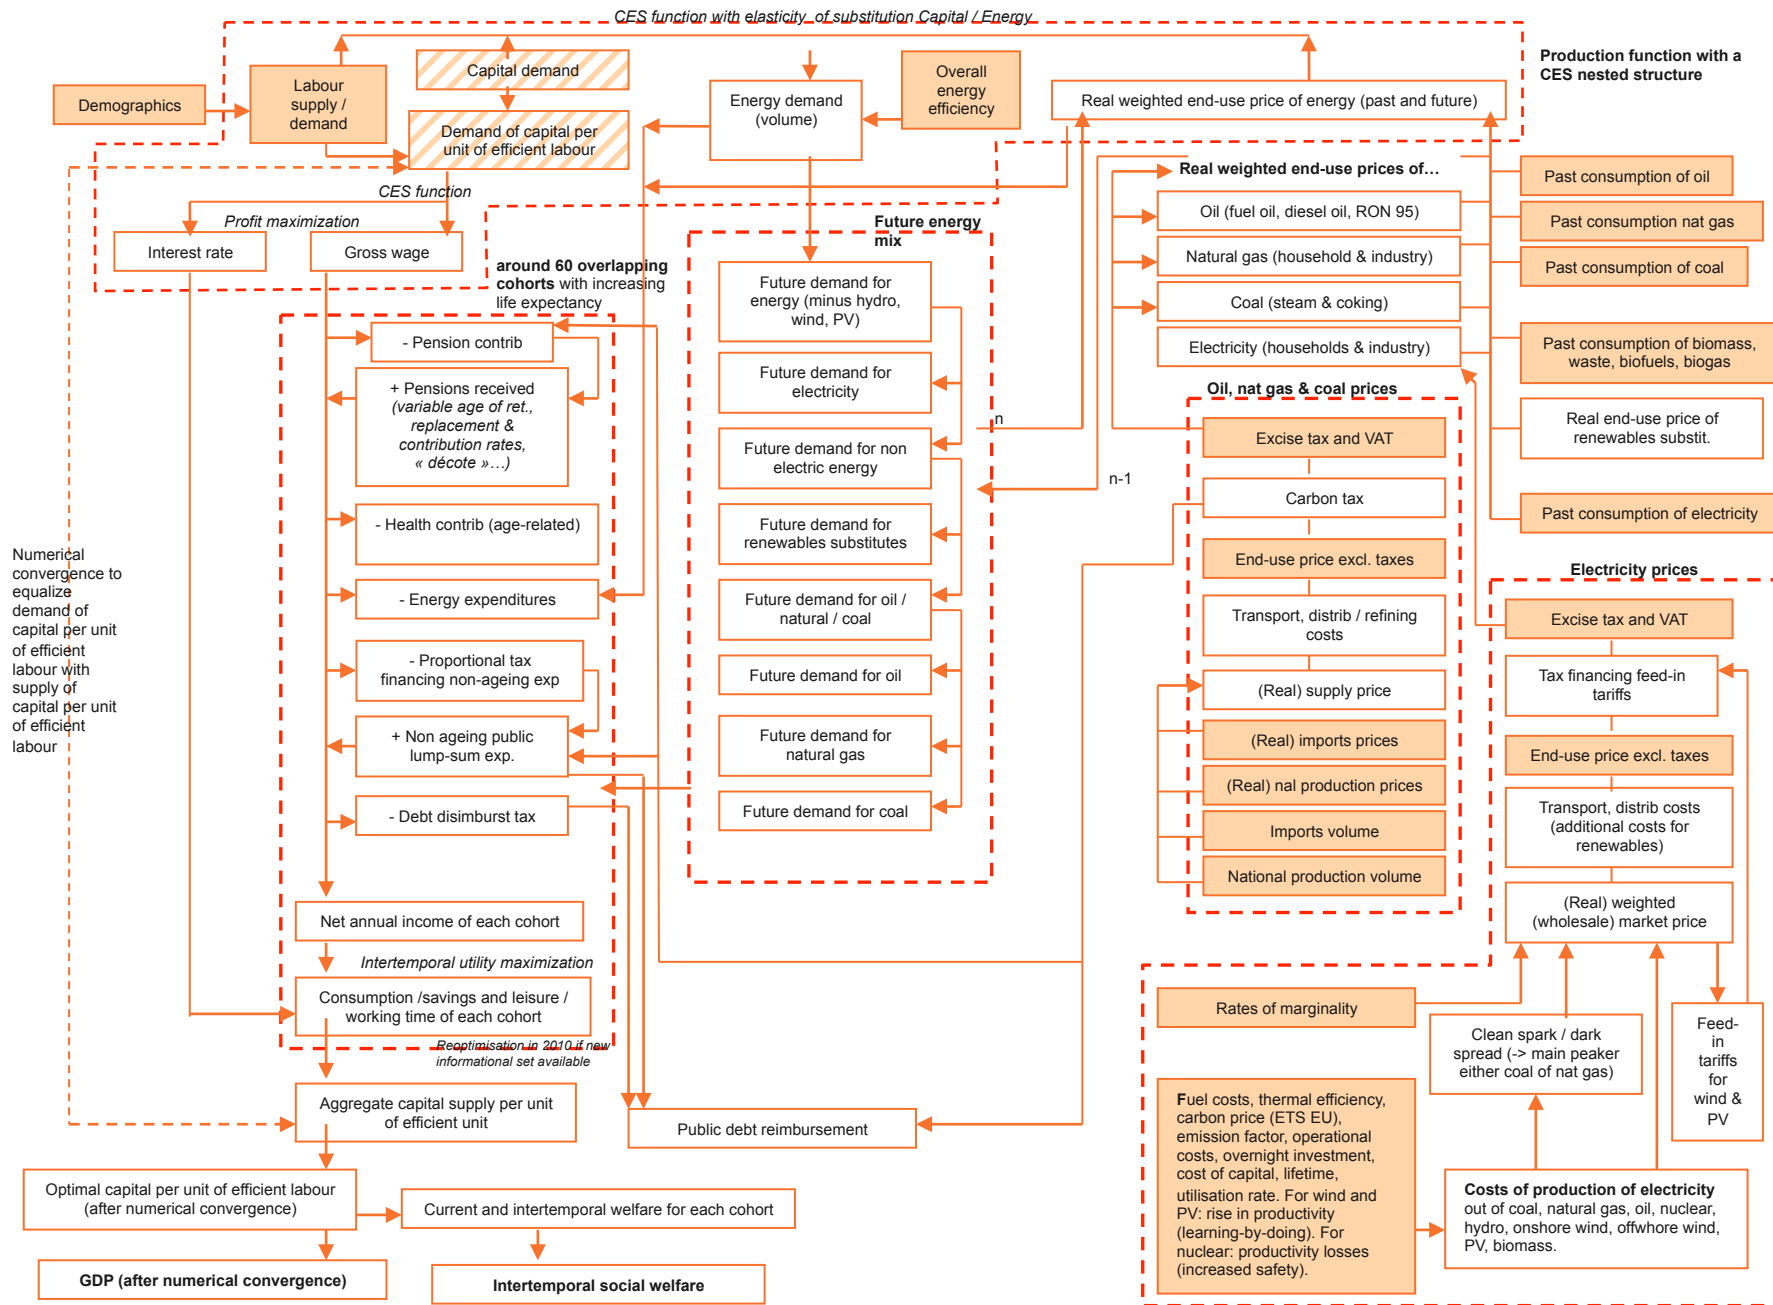 CES function with elasticity of substitution Capital / Energy
Production function with a
CES nested structure
Demographics
Labour
supply /
demand
Capital demand
Demand of capital per
unit of efficient labour
Energy demand
(volume)
Overall
energy
efficiency
Real weighted end-use price of energy (past and future)
CES function
Profit maximization
Interest rate
Gross wage
around 60 overlapping
cohorts with increasing
life expectancy
- Pension contrib
+ Pensions received
(variable age of ret.,
replacement &
contribution rates,
« décote »…)
- Health contrib (age-related)
- Energy expenditures
- Proportional tax
financing non-ageing exp
+ Non ageing public
lump-sum exp.
- Debt disimburst tax
Net annual income of each cohort
Intertemporal utility maximization
Consumption /savings and leisure /
working time of each cohort
Reoptimisation in 2010 if new
informational set available
Aggregate capital supply per unit
of efficient unit
Optimal capital per unit of efficient labour
(after numerical convergence)
GDP (after numerical convergence)
Current and intertemporal welfare for each cohort
Intertemporal social welfare
Public debt reimbursement
Numerical
convergence to
equalize
demand of
capital per unit
of efficient
labour with
supply of
capital per unit
of efficient
labour
Future energy
mix
Future demand for
energy (minus hydro,
wind, PV)
Future demand for
electricity
Future demand for non
electric energy
Future demand for
renewables substitutes
Future demand for oil /
natural / coal
Future demand for oil
Future demand for
natural gas
Future demand for coal
n
n-1
Real weighted end-use prices of…
Oil (fuel oil, diesel oil, RON 95)
Natural gas (household & industry)
Coal (steam & coking)
Electricity (households & industry)
Past consumption of oil
Past consumption nat gas
Past consumption of coal
Past consumption of biomass,
waste, biofuels, biogas
Real end-use price of
renewables substit.
Past consumption of electricity
Oil, nat gas & coal prices
Excise tax and VAT
Carbon tax
End-use price excl. taxes
Transport, distrib / refining
costs
(Real) supply price
(Real) imports prices
(Real) nal production prices
Imports volume
National production volume
Electricity prices
Excise tax and VAT
Tax financing feed-in
tariffs
End-use price excl. taxes
Transport, distrib costs
(additional costs for
renewables)
(Real) weighted
(wholesale) market price
Rates of marginality
Clean spark / dark
spread (-> main peaker
either coal of nat gas)
Feed-
in
tariffs
for
wind &
PV
Fuel costs, thermal efficiency,
carbon price (ETS EU),
emission factor, operational
costs, overnight investment,
cost of capital, lifetime,
utilisation rate. For wind and
PV: rise in productivity
(learning-by-doing). For
nuclear: productivity losses
(increased safety).
Costs of production of electricity
out of coal, natural gas, oil, nuclear,
hydro, onshore wind, offwhore wind,
PV, biomass.